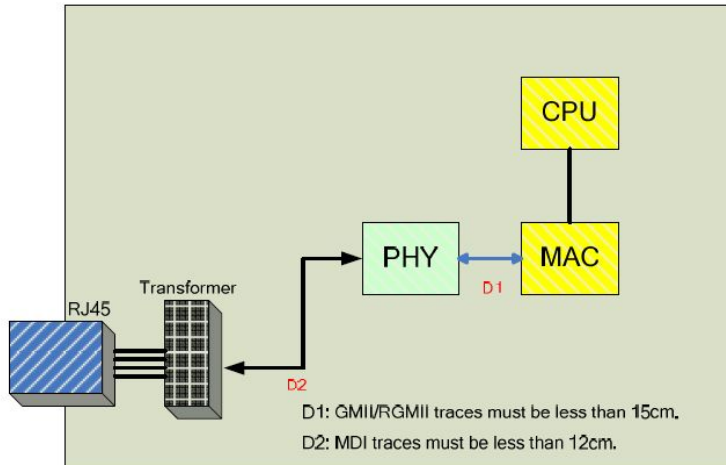 CPU
PHY
MAC
D1
Transformer
RJ45
D2
D1: GMII/RGMII traces must be less than 15cm.
D2: MDI traces must be less than 12cm.